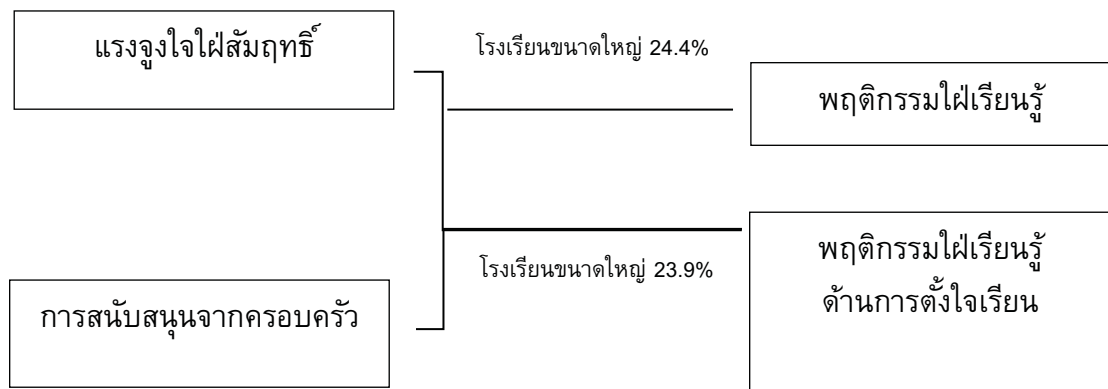 แรงจูงใจใฝ่สัมฤทธิ์
โรงเรียนขนาดใหญ่ 24.4%
พฤติกรรมใฝ่เรียนรู้
พฤติกรรมใฝ่เรียนรู้
ด้านการตั้งใจเรียน
โรงเรียนขนาดใหญ่ 23.9%
การสนับสนุนจากครอบครัว